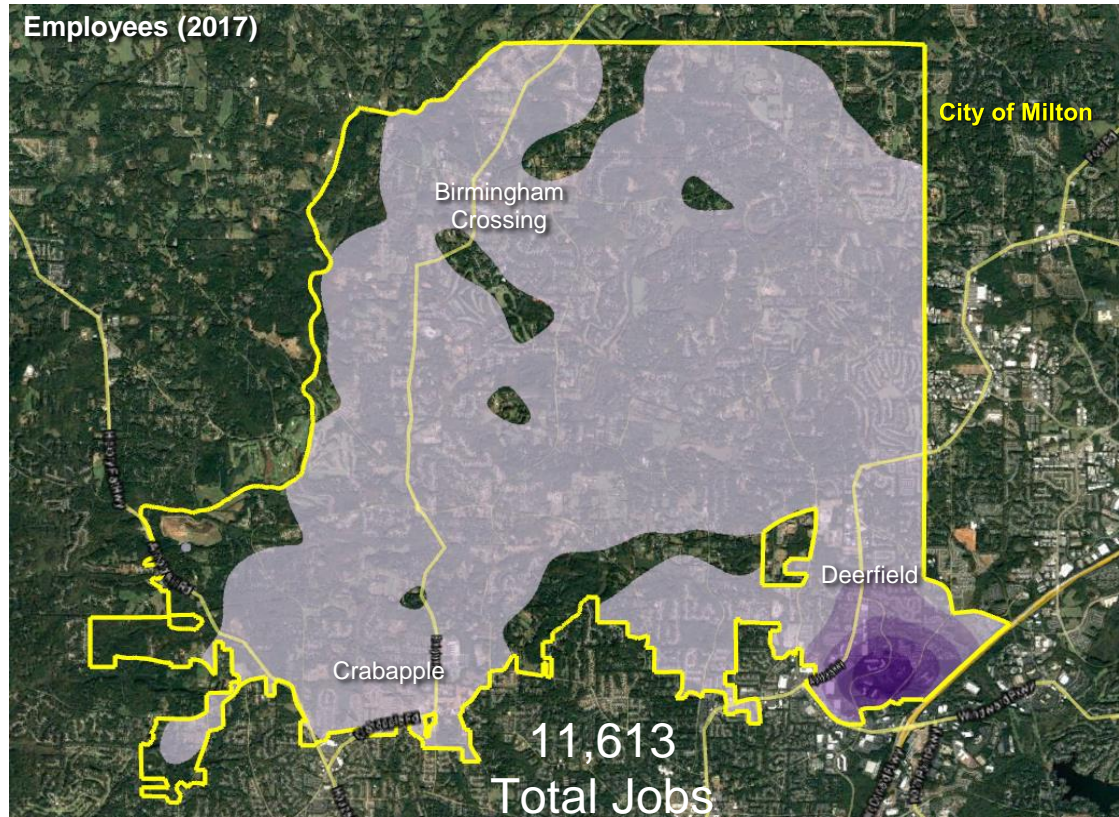 Employees (2017)
City of Milton
Birmingham
Crossing
Deerfield
Crabapple
11,613
Total Jobs